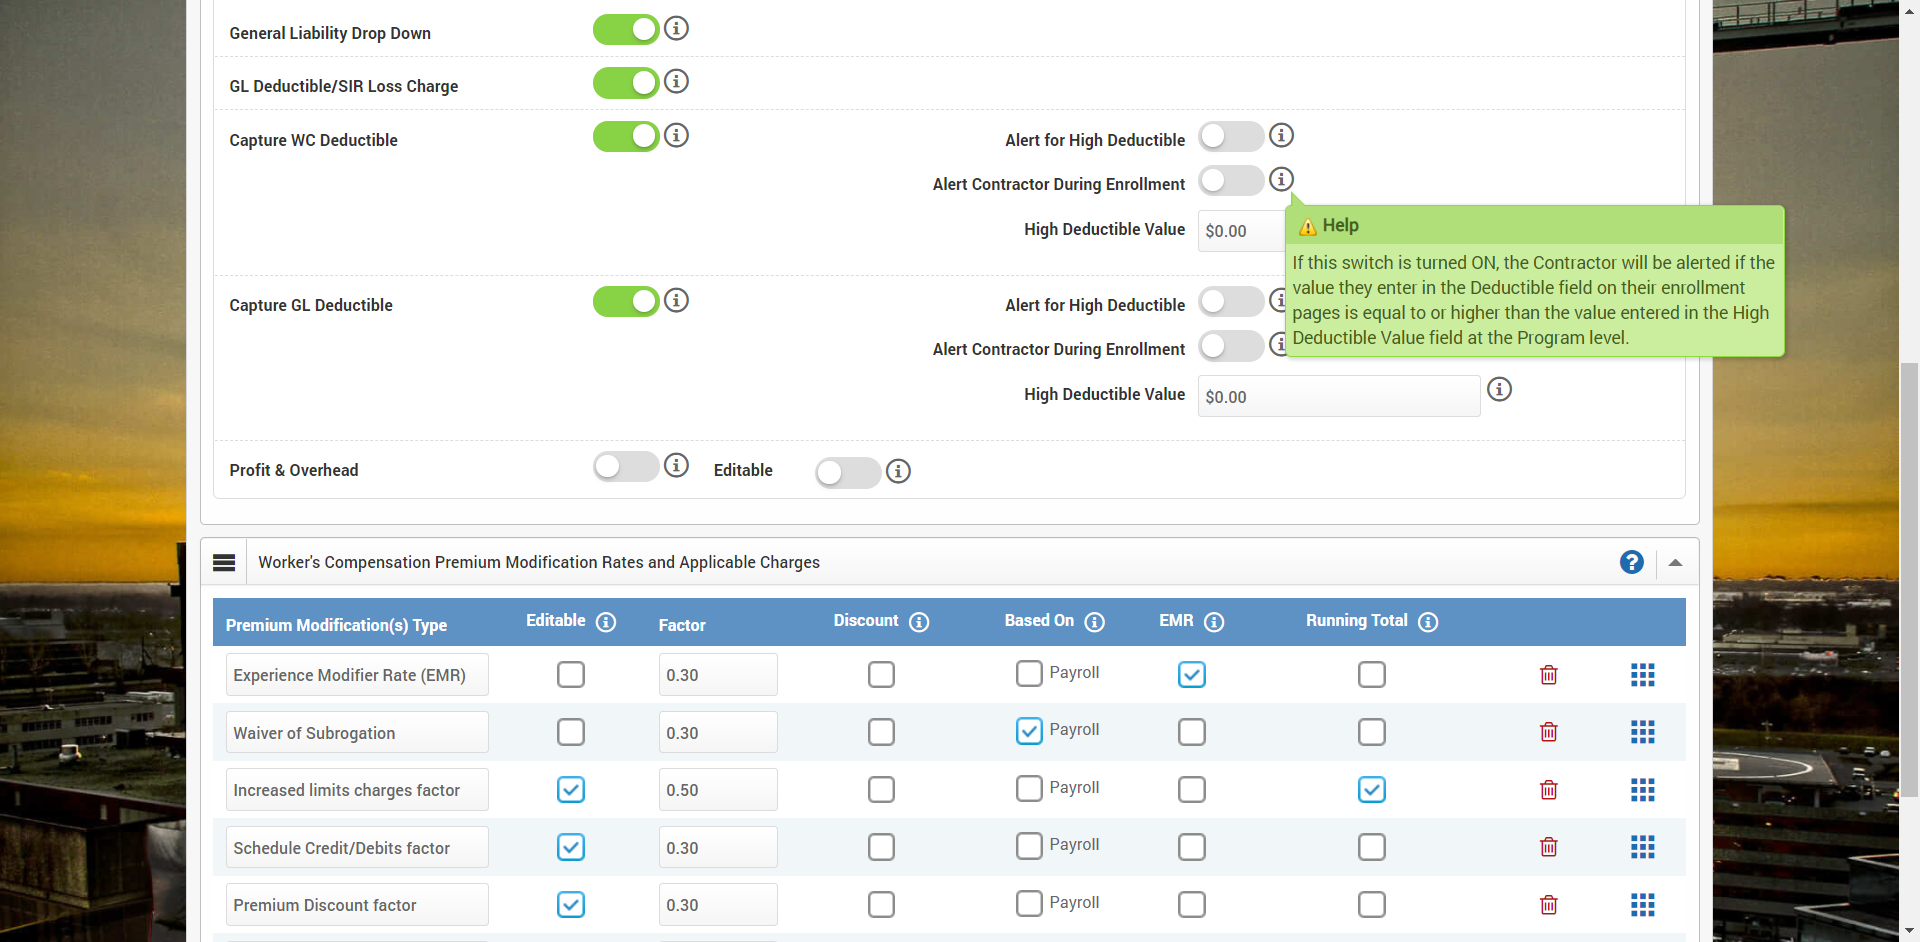 General Liability Drop Down
GL Deductible/SIR Loss Charge
Capture WC Deductible
Alert for High Deductible
Alert Contractor During Enrollment
High Deductible Value $0.00
Help
If this switch is turned ON, the Contractor will be alerted if the
value they enter in the Deductible field on their enrollment
pages is equal to or higher than the value entered in the High
Deductible Value field at the Program level.
Capture GL Deductible
Alert for High Deductible
Alert Contractor During Enrollment
High Deductible Value $0.00
Profit & Overhead Editable
Worker's Compensation Premium Modification Rates and Applicable Charges
Premium Modification(s) Type Editable Factor Discount Based On EMR Running Total
Experience Modifier Rate (EMR) 0.30 Payroll
Waiver of Subrogation 0.30 Payroll
Increased limits charges factor 0.50 Payroll
Schedule Credit/Debits factor 0.30 Payroll
Premium Discount factor 0.30 Payroll